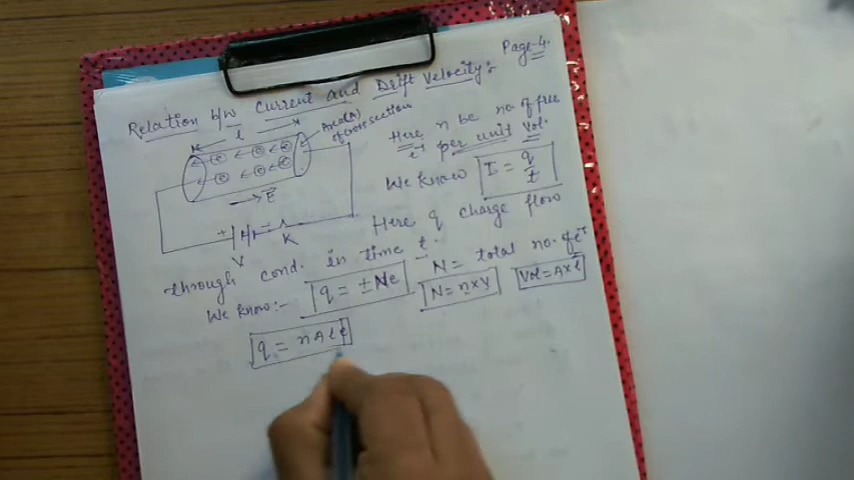 Page-4.
Relation b/w Current and Drift Velocity:-
l
Area(A)
of cross section
E
+ -
V
K
Here n be no. of free
e⁻ per unit Vol.
We know I = q/t
Here q charge flow
through cond. in time t.
We know:- q = ±Ne
N = total no. of e⁻
N = n×V
Vol = A×l
q = nAle